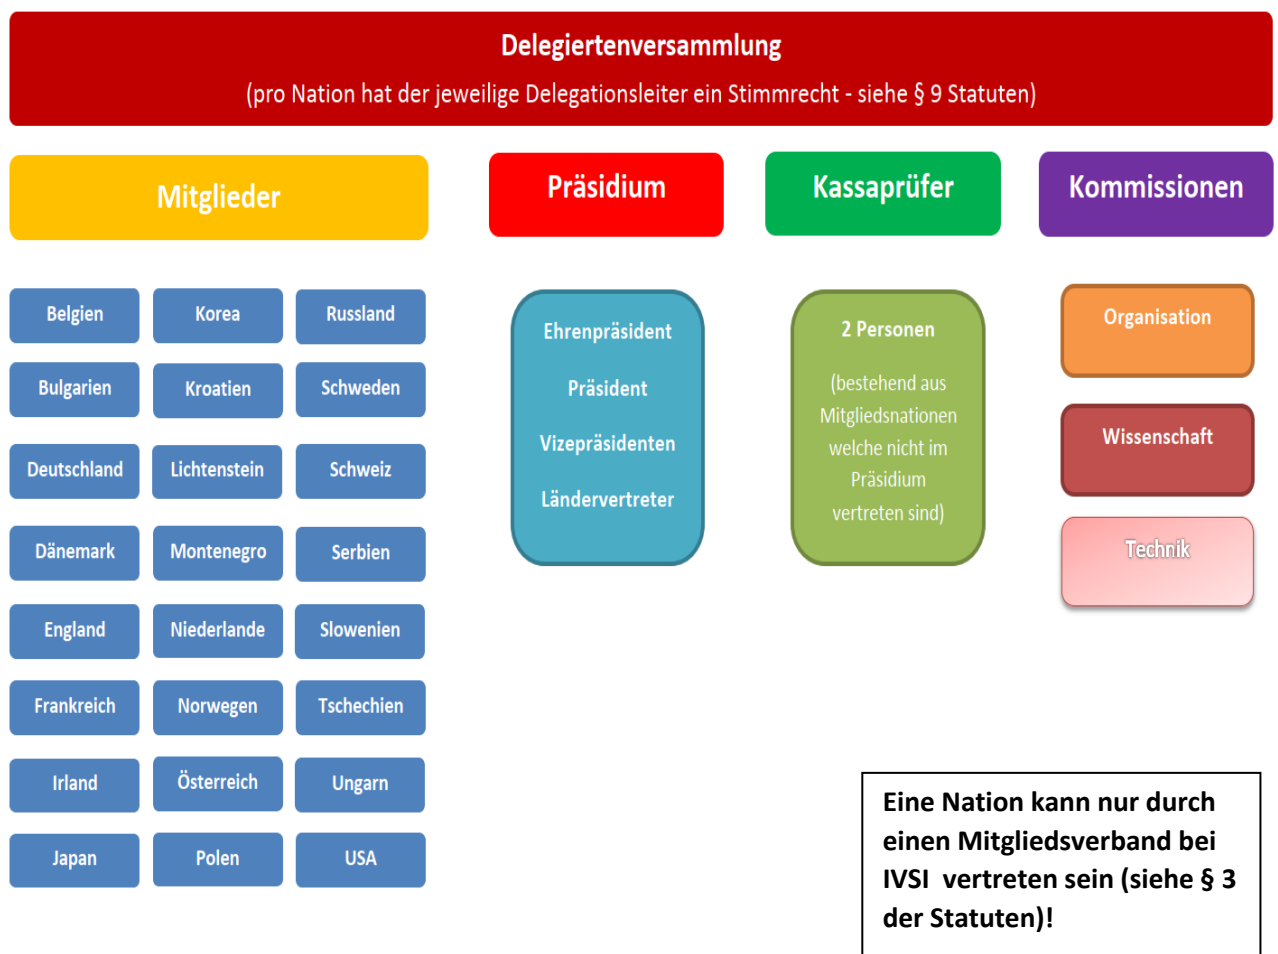 Delegiertenversammlung
(pro Nation hat der jeweilige Delegationsleiter ein Stimmrecht - siehe § 9 Statuten)
Mitglieder
Belgien
Korea
Russland
Bulgarien
Kroatien
Schweden
Deutschland
Lichtenstein
Schweiz
Dänemark
Montenegro
Serbien
England
Niederlande
Slowenien
Frankreich
Norwegen
Tschechien
Irland
Österreich
Ungarn
Japan
Polen
USA
Präsidium
Ehrenpräsident
Präsident
Vizepräsidenten
Ländervertreter
Kassaprüfer
2 Personen
(bestehend aus
Mitgliedsnationen
welche nicht im
Präsidium
vertreten sind)
Kommissionen
Organisation
Wissenschaft
Technik
Eine Nation kann nur durch
einen Mitgliedsverband bei
IVSI  vertreten sein (siehe § 3
der Statuten)!